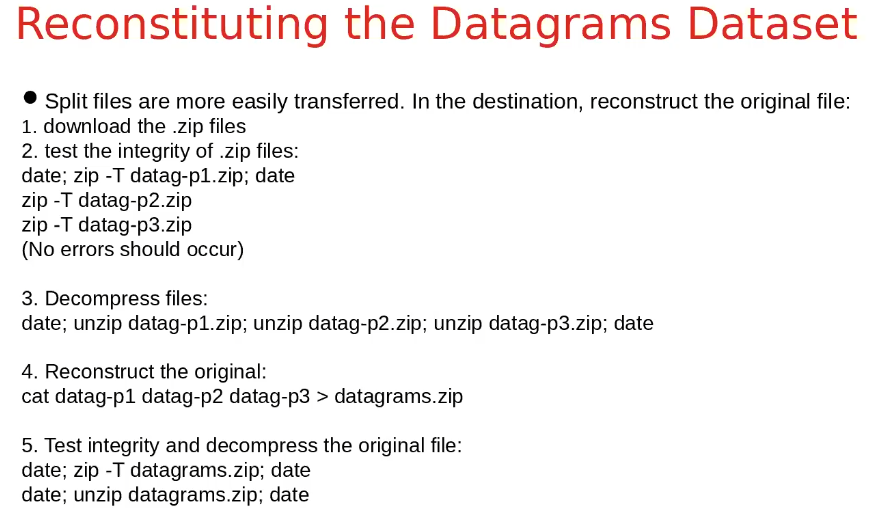 Reconstituting the Datagrams Dataset
● Split files are more easily transferred. In the destination, reconstruct the original file:
1. download the .zip files
2. test the integrity of .zip files:
date; zip -T datag-p1.zip; date
zip -T datag-p2.zip
zip -T datag-p3.zip
(No errors should occur)
3. Decompress files:
date; unzip datag-p1.zip; unzip datag-p2.zip; unzip datag-p3.zip; date
4. Reconstruct the original:
cat datag-p1 datag-p2 datag-p3 > datagrams.zip
5. Test integrity and decompress the original file:
date; zip -T datagrams.zip; date
date; unzip datagrams.zip; date